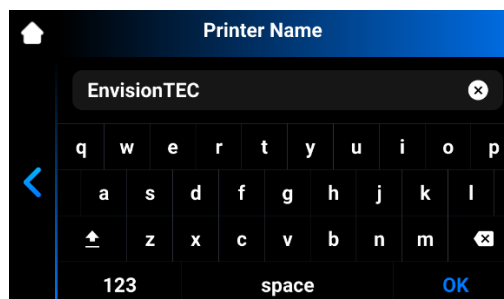 Printer Name
EnvisionTEC
q w e r t y u i o p
a s d f g h j k l
z x c v b n m
123 space OK